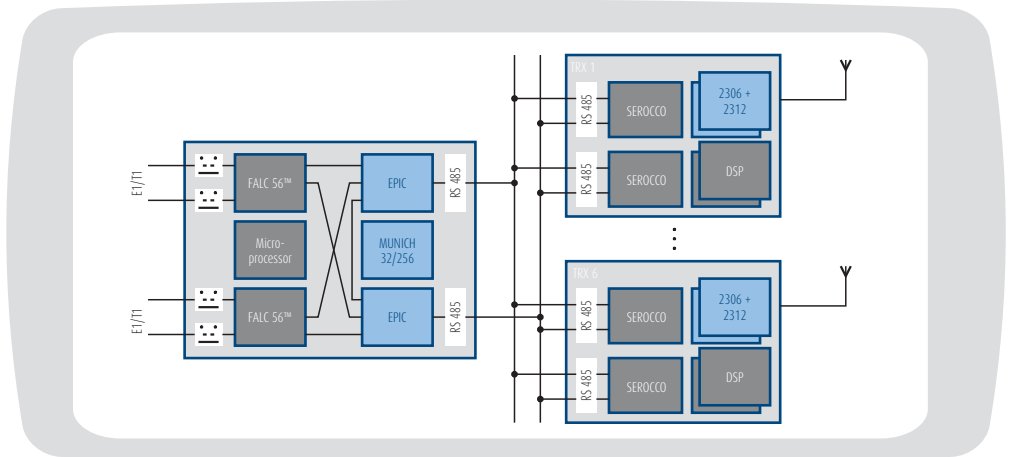 E1/T1
FALC 56™
EPIC
RS 485
Micro-
processor
MUNICH
32/256
E1/T1
FALC 56™
EPIC
RS 485
TRX 1
RS 485
SEROCCO
2306 +
2312
RS 485
SEROCCO
DSP
TRX 6
RS 485
SEROCCO
2306 +
2312
RS 485
SEROCCO
DSP